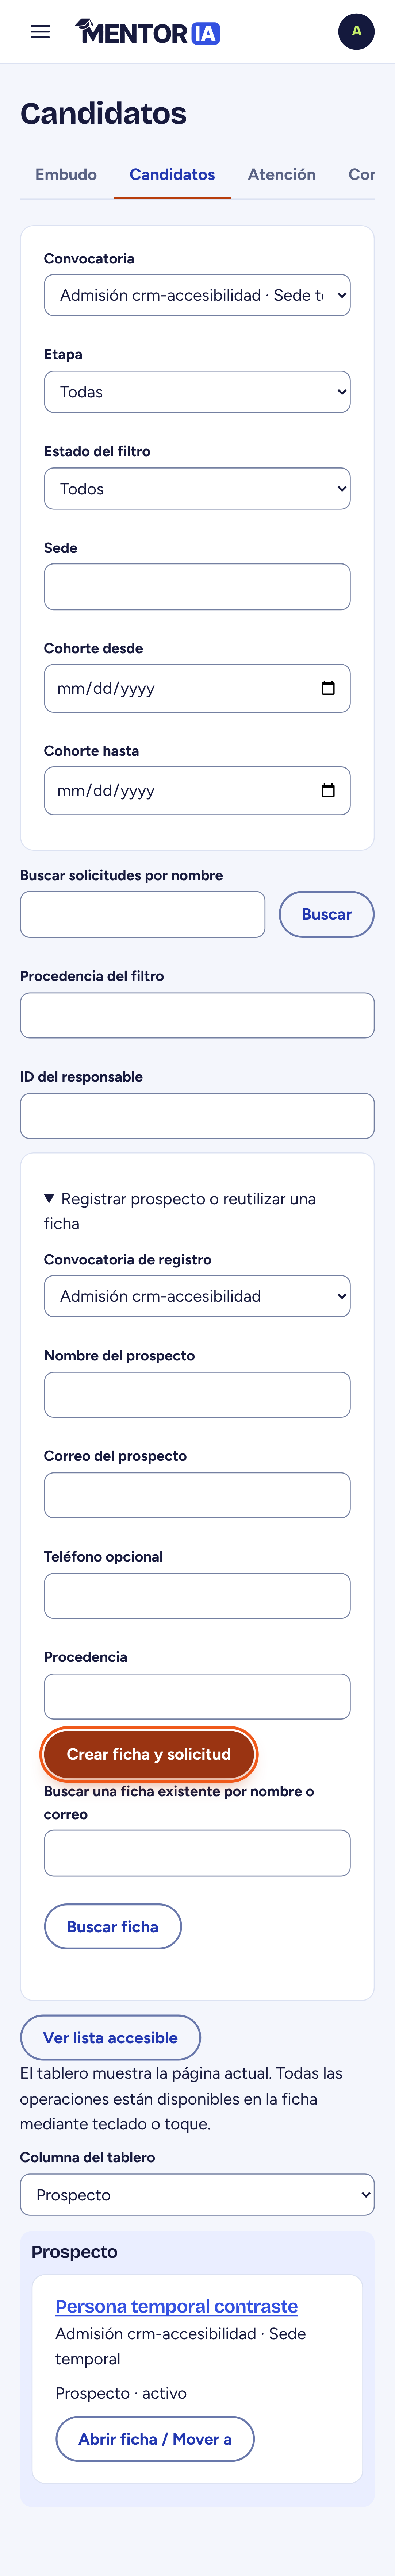 MENTOR IA
A
Candidatos
Embudo Candidatos Atención Cor
Convocatoria
Admisión crm-accesibilidad · Sede te
Etapa
Todas
Estado del filtro
Todos
Sede
Cohorte desde
mm/dd/yyyy
Cohorte hasta
mm/dd/yyyy
Buscar solicitudes por nombre
Buscar
Procedencia del filtro
ID del responsable
▼ Registrar prospecto o reutilizar una
ficha
Convocatoria de registro
Admisión crm-accesibilidad
Nombre del prospecto
Correo del prospecto
Teléfono opcional
Procedencia
Crear ficha y solicitud
Buscar una ficha existente por nombre o
correo
Buscar ficha
Ver lista accesible
El tablero muestra la página actual. Todas las
operaciones están disponibles en la ficha
mediante teclado o toque.
Columna del tablero
Prospecto
Prospecto
Persona temporal contraste
Admisión crm-accesibilidad · Sede
temporal
Prospecto · activo
Abrir ficha / Mover a